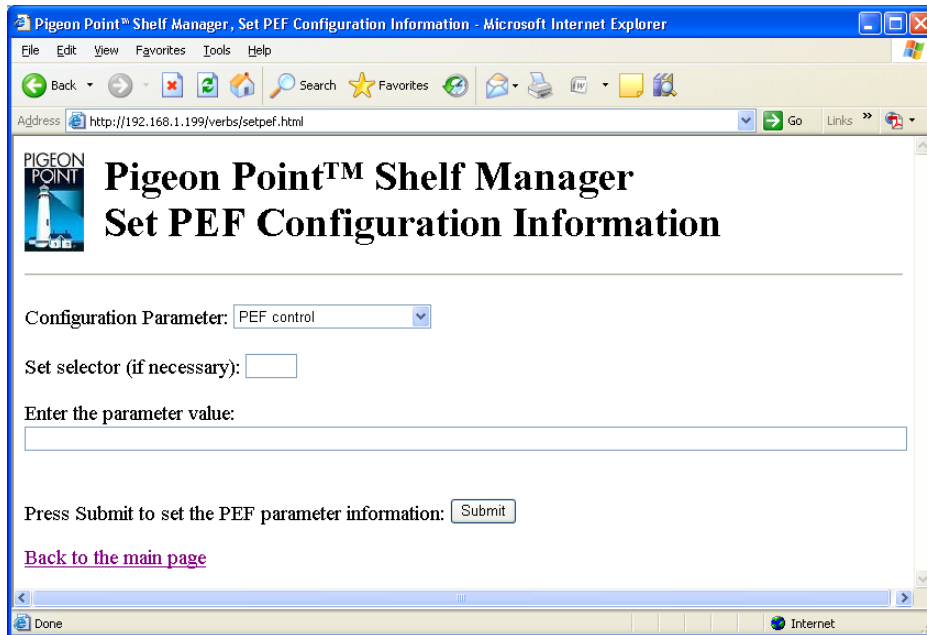 Pigeon Point™ Shelf Manager, Set PEF Configuration Information - Microsoft Internet Explorer
File Edit View Favorites Tools Help
Back Search Favorites
Address http://192.168.1.199/verbs/setpef.html Go Links »
PIGEON
POINT
Pigeon Point™ Shelf Manager
Set PEF Configuration Information
Configuration Parameter: PEF control
Set selector (if necessary):
Enter the parameter value:
Press Submit to set the PEF parameter information: Submit
Back to the main page
Done Internet